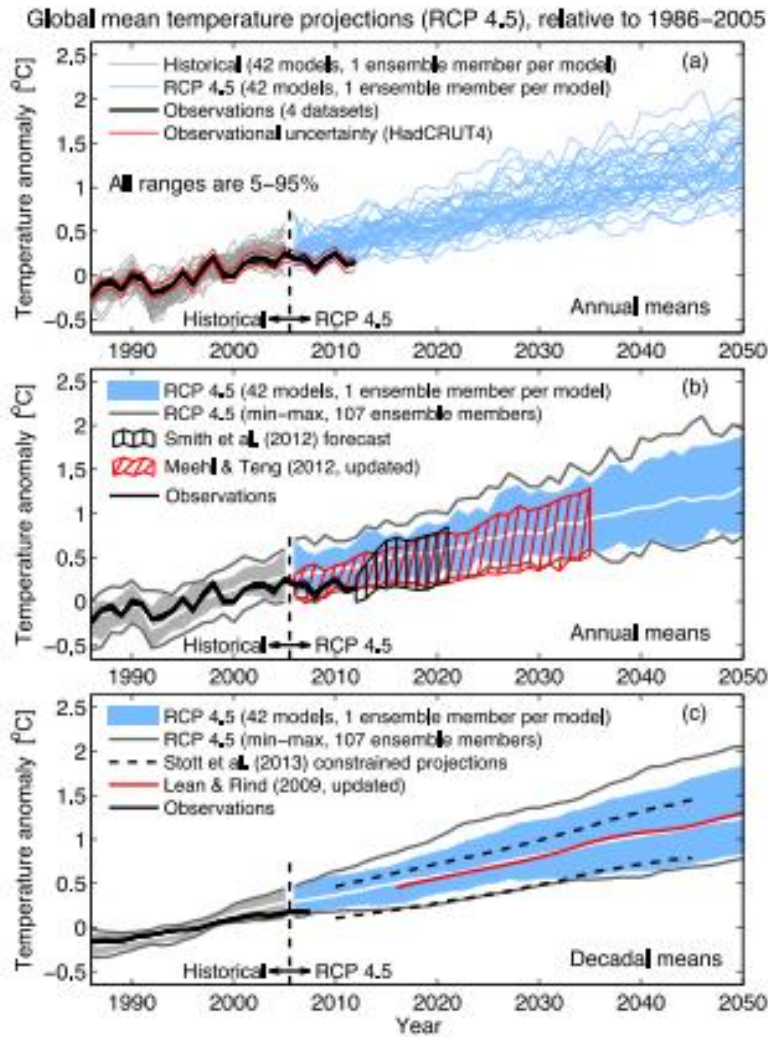 Global mean temperature projections (RCP 4.5), relative to 1986–2005
Temperature anomaly [°C]
2.5
2
1.5
1
0.5
0
−0.5
Historical (42 models, 1 ensemble member per model)
RCP 4.5 (42 models, 1 ensemble member per model)
Observations (4 datasets)
Observational uncertainty (HadCRUT4)
(a)
All ranges are 5–95%
Historical
RCP 4.5
Annual means
1990 2000 2010 2020 2030 2040 2050
Temperature anomaly [°C]
2.5
2
1.5
1
0.5
0
−0.5
RCP 4.5 (42 models, 1 ensemble member per model)
RCP 4.5 (min–max, 107 ensemble members)
Smith et al. (2012) forecast
Meehl & Teng (2012, updated)
Observations
(b)
Historical
RCP 4.5
Annual means
1990 2000 2010 2020 2030 2040 2050
Temperature anomaly [°C]
2.5
2
1.5
1
0.5
0
−0.5
RCP 4.5 (42 models, 1 ensemble member per model)
RCP 4.5 (min–max, 107 ensemble members)
Stott et al. (2013) constrained projections
Lean & Rind (2009, updated)
Observations
(c)
Historical
RCP 4.5
Decadal means
1990 2000 2010 2020 2030 2040 2050
Year